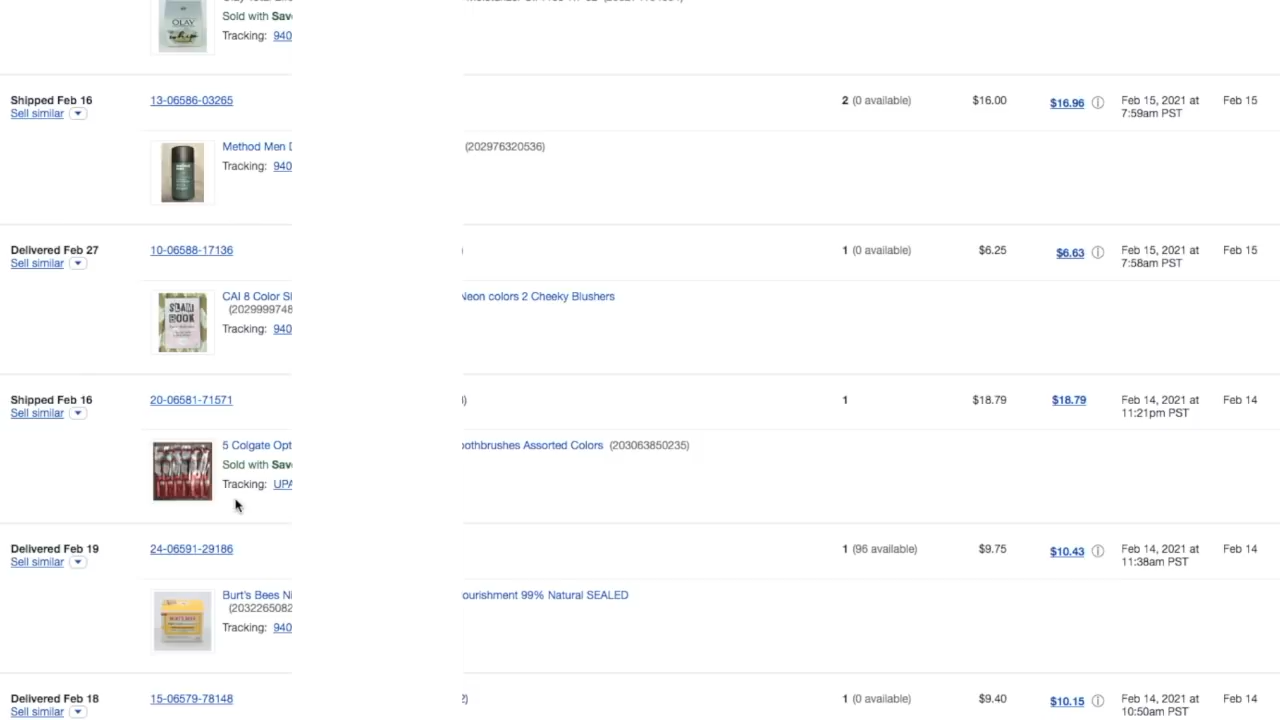 Sold with Save
Tracking: 940
Shipped Feb 16 13-06586-03265 2 (0 available) $16.00 $16.96 Feb 15, 2021 at Feb 15
Sell similar 7:59am PST
Method Men D (202976320536)
Tracking: 940
Delivered Feb 27 10-06588-17136 ) 1 (0 available) $6.25 $6.63 Feb 15, 2021 at Feb 15
Sell similar 7:58am PST
CAI 8 Color Sl Neon colors 2 Cheeky Blushers
(2029999748
Tracking: 940
Shipped Feb 16 20-06581-71571 ) 1 $18.79 $18.79 Feb 14, 2021 at Feb 14
Sell similar 11:21pm PST
5 Colgate Opt oothbrushes Assorted Colors (203063850235)
Sold with Save
Tracking: UPA
Delivered Feb 19 24-06591-29186 1 (96 available) $9.75 $10.43 Feb 14, 2021 at Feb 14
Sell similar 11:38am PST
Burt's Bees Ni ourishment 99% Natural SEALED
(2032265082
Tracking: 940
Delivered Feb 18 15-06579-78148 2) 1 (0 available) $9.40 $10.15 Feb 14, 2021 at Feb 14
Sell similar 10:50am PST